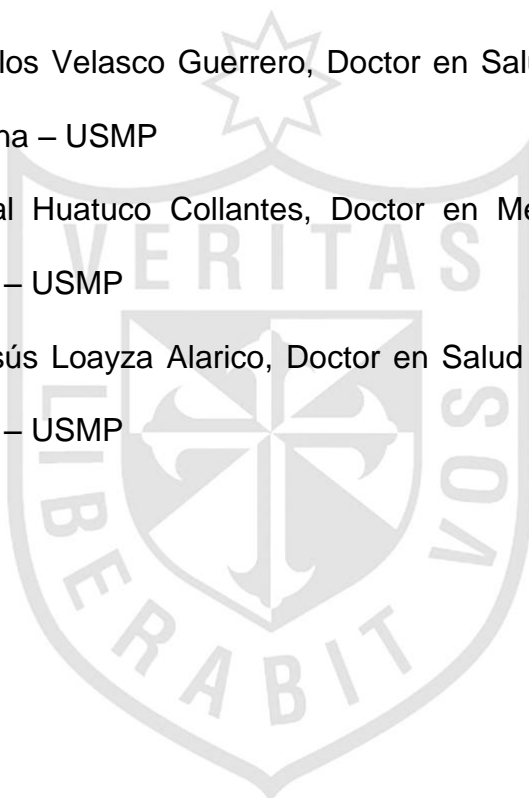 los Velasco Guerrero, Doctor en Salu
na – USMP
al Huatuco Collantes, Doctor en Me
– USMP
sús Loayza Alarico, Doctor en Salud
– USMP
VERITAS
LIBERABIT VOS